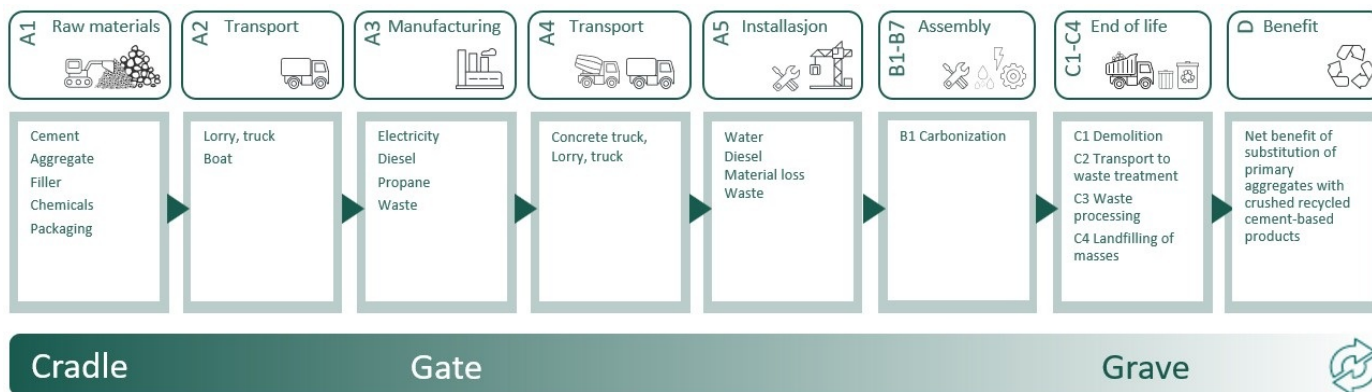 A1 Raw materials
A2 Transport
A3 Manufacturing
A4 Transport
A5 Installasjon
B1-B7 Assembly
C1-C4 End of life
D Benefit
Cement
Aggregate
Filler
Chemicals
Packaging
Lorry, truck
Boat
Electricity
Diesel
Propane
Waste
Concrete truck,
Lorry, truck
Water
Diesel
Material loss
Waste
B1 Carbonization
C1 Demolition
C2 Transport to
waste treatment
C3 Waste
processing
C4 Landfilling of
masses
Net benefit of
substitution of
primary
aggregates with
crushed recycled
cement-based
products
Cradle
Gate
Grave